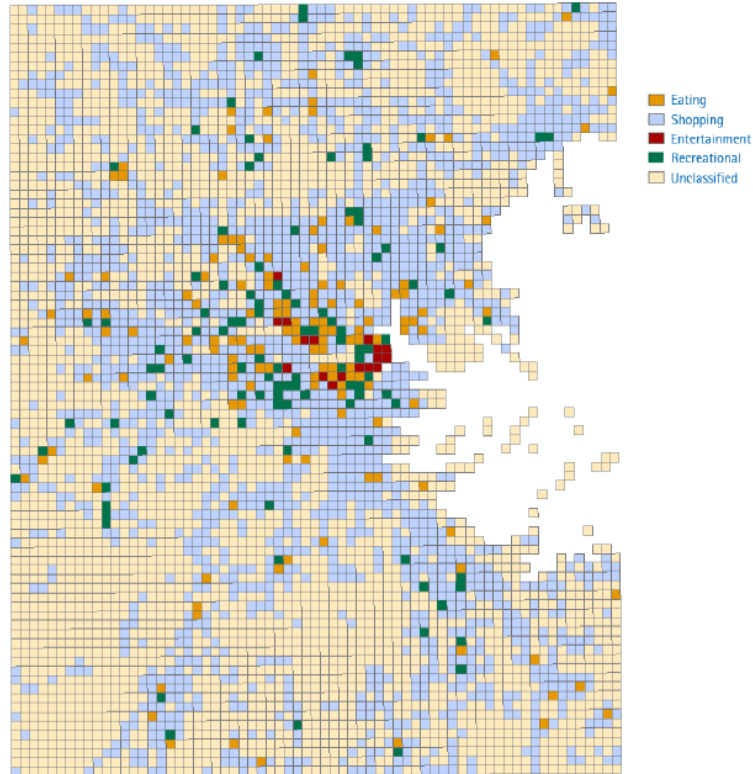 Eating
Shopping
Entertainment
Recreational
Unclassified